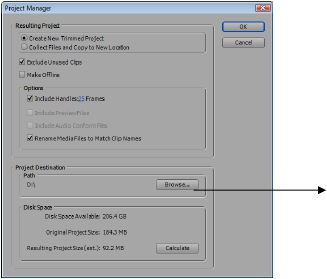 Project Manager
Resulting Project
Create New Trimmed Project
Collect Files and Copy to New Location
Exclude Unused Clips
Make Offline
Options
Include Handles: 25 Frames
Include Preview Files
Include Audio Conform Files
Rename Media Files to Match Clip Names
Project Destination
Path
D:\
Browse...
Disk Space
Disk Space Available: 206.4 GB
Original Project Size: 184.3 MB
Resulting Project Size (est.): 92.2 MB
Calculate
OK
Cancel